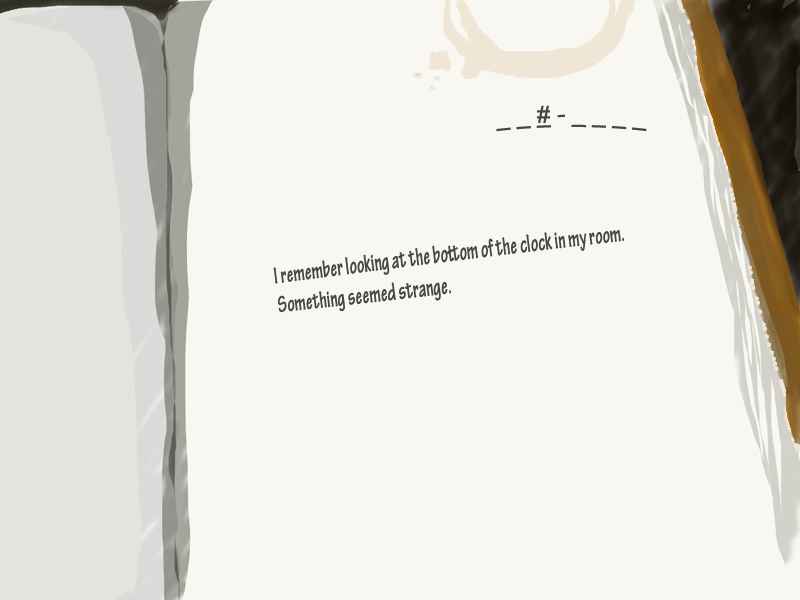 _ _ # - _ _ _ _
I remember looking at the bottom of the clock in my room.
Something seemed strange.